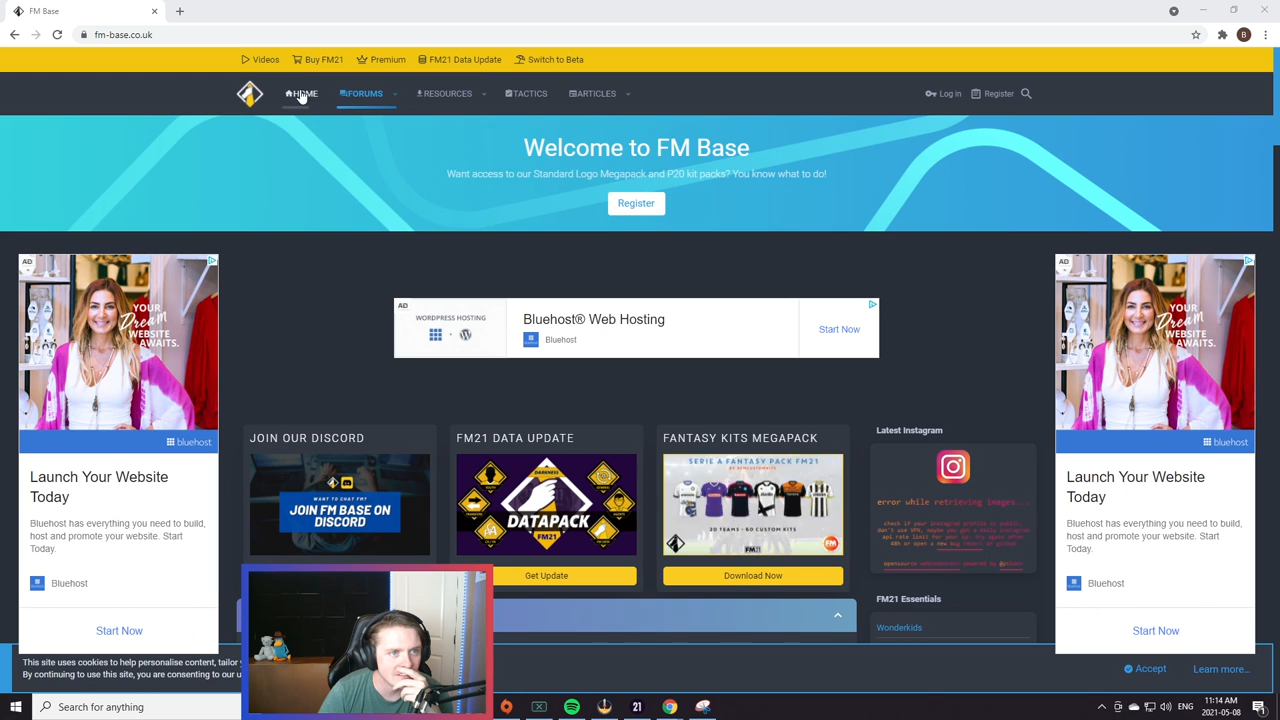 FM Base
fm-base.co.uk
B
Videos Buy FM21 Premium FM21 Data Update Switch to Beta
HOME FORUMS RESOURCES TACTICS ARTICLES Log in Register
Welcome to FM Base
Want access to our Standard Logo Megapack and P20 kit packs? You know what to do!
Register
AD
YOUR
Dream
WEBSITE
AWAITS.
bluehost
Launch Your Website
Today
Bluehost has everything you need to build,
host and promote your website. Start
Today.
Bluehost
Start Now
AD
WORDPRESS HOSTING
Bluehost® Web Hosting
Bluehost
Start Now
JOIN OUR DISCORD
WANT TO CHAT FM?
JOIN FM BASE ON
DISCORD
FM21 DATA UPDATE
DARKNESS
DATAPACK
FM21
Get Update
FANTASY KITS MEGAPACK
SERIE A FANTASY PACK FM21
20 TEAMS - 60 CUSTOM KITS
FM21
FM
Download Now
Latest Instagram
error while retrieving images...
FM21 Essentials
Wonderkids
AD
YOUR
Dream
WEBSITE
AWAITS.
bluehost
Launch Your Website
Today
Bluehost has everything you need to build,
host and promote your website. Start
Today.
Bluehost
Start Now
This site uses cookies to help personalise content, tailor
By continuing to use this site, you are consenting to our u
Accept Learn more...
Search for anything
21
ENG
11:14 AM
2021-05-08